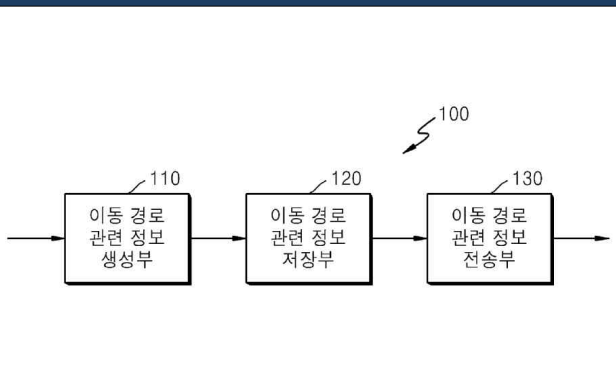 100
110
120
130
이동 경로
관련 정보
생성부
이동 경로
관련 정보
저장부
이동 경로
관련 정보
전송부